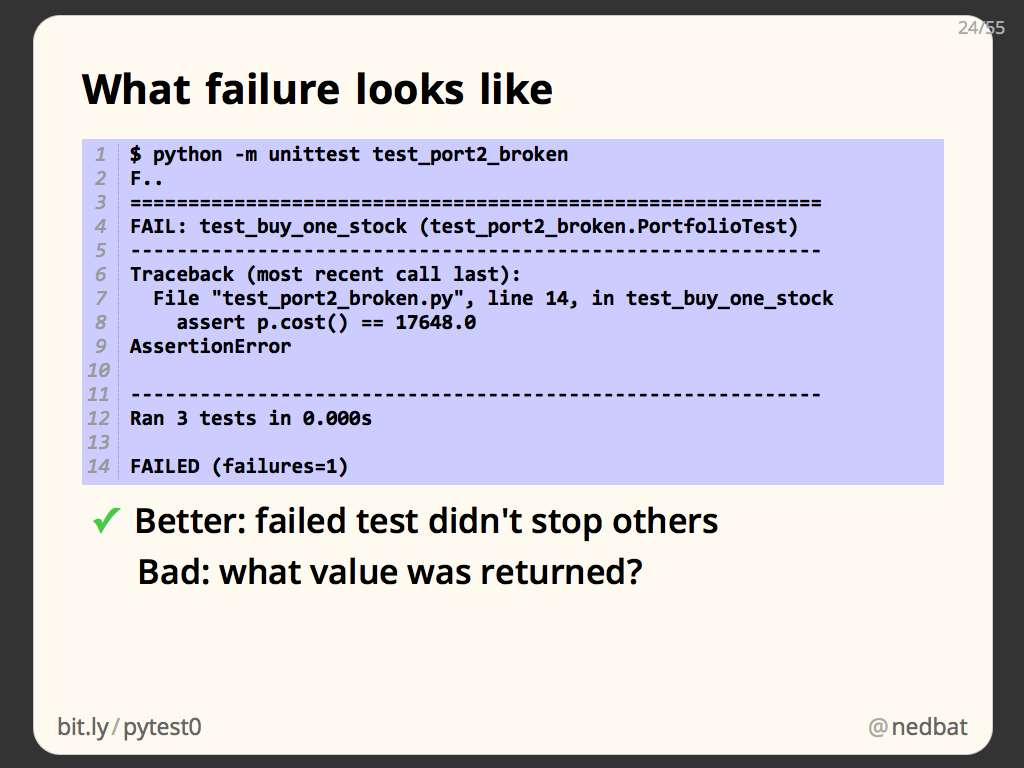 24/55
What failure looks like
1 $ python -m unittest test_port2_broken
2 F..
3 ============================================================
4 FAIL: test_buy_one_stock (test_port2_broken.PortfolioTest)
5 ------------------------------------------------------------
6 Traceback (most recent call last):
7   File "test_port2_broken.py", line 14, in test_buy_one_stock
8     assert p.cost() == 17648.0
9 AssertionError
10
11 ------------------------------------------------------------
12 Ran 3 tests in 0.000s
13
14 FAILED (failures=1)
✓ Better: failed test didn't stop others
Bad: what value was returned?
bit.ly/pytest0
@nedbat